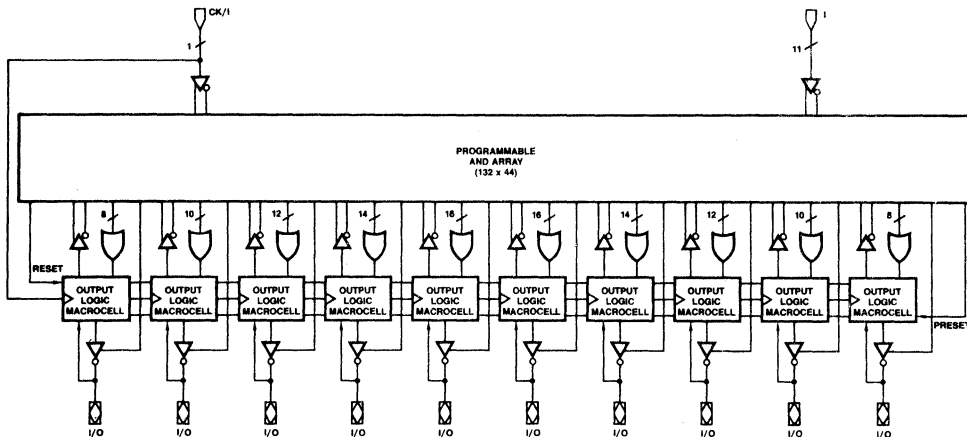 CK/I
I
1
11
PROGRAMMABLE
AND ARRAY
(132 x 44)
8
10
12
14
16
16
14
12
10
8
RESET
OUTPUT
LOGIC
MACROCELL
OUTPUT
LOGIC
MACROCELL
OUTPUT
LOGIC
MACROCELL
OUTPUT
LOGIC
MACROCELL
OUTPUT
LOGIC
MACROCELL
OUTPUT
LOGIC
MACROCELL
OUTPUT
LOGIC
MACROCELL
OUTPUT
LOGIC
MACROCELL
OUTPUT
LOGIC
MACROCELL
OUTPUT
LOGIC
MACROCELL
PRESET
I/O
I/O
I/O
I/O
I/O
I/O
I/O
I/O
I/O
I/O